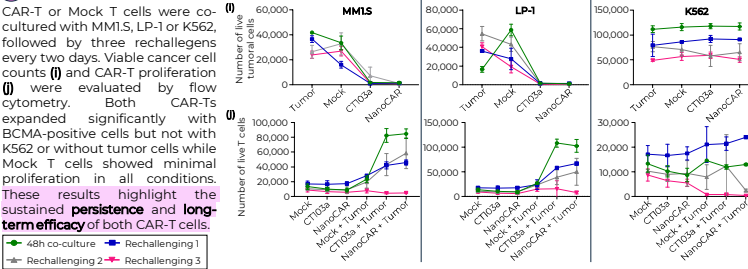 CAR-T or Mock T cells were co-
cultured with MM1.S, LP-1 or K562,
followed by three rechallegens
every two days. Viable cancer cell
counts (i) and CAR-T proliferation
(j) were evaluated by flow
cytometry. Both CAR-Ts
expanded significantly with
BCMA-positive cells but not with
K562 or without tumor cells while
Mock T cells showed minimal
proliferation in all conditions.
These results highlight the
sustained persistence and long-
term efficacy of both CAR-T cells.
48h co-culture Rechallenging 1
Rechallenging 2 Rechallenging 3
(i)
MM1.S
Number of live
tumoral cells
60,000
40,000
20,000
0
Tumor Mock CT103a NanoCAR
LP-1
80,000
60,000
40,000
20,000
0
Tumor Mock CT103a NanoCAR
K562
150,000
100,000
50,000
0
Tumor Mock CT103a NanoCAR
(j)
Number of live T cells
100,000
80,000
60,000
40,000
20,000
0
Mock CT103a NanoCAR Mock + Tumor CT103a + Tumor NanoCAR + Tumor
150,000
100,000
50,000
0
Mock CT103a NanoCAR Mock + Tumor CT103a + Tumor NanoCAR + Tumor
30,000
20,000
10,000
0
Mock CT103a NanoCAR Mock + Tumor CT103a + Tumor NanoCAR + Tumor